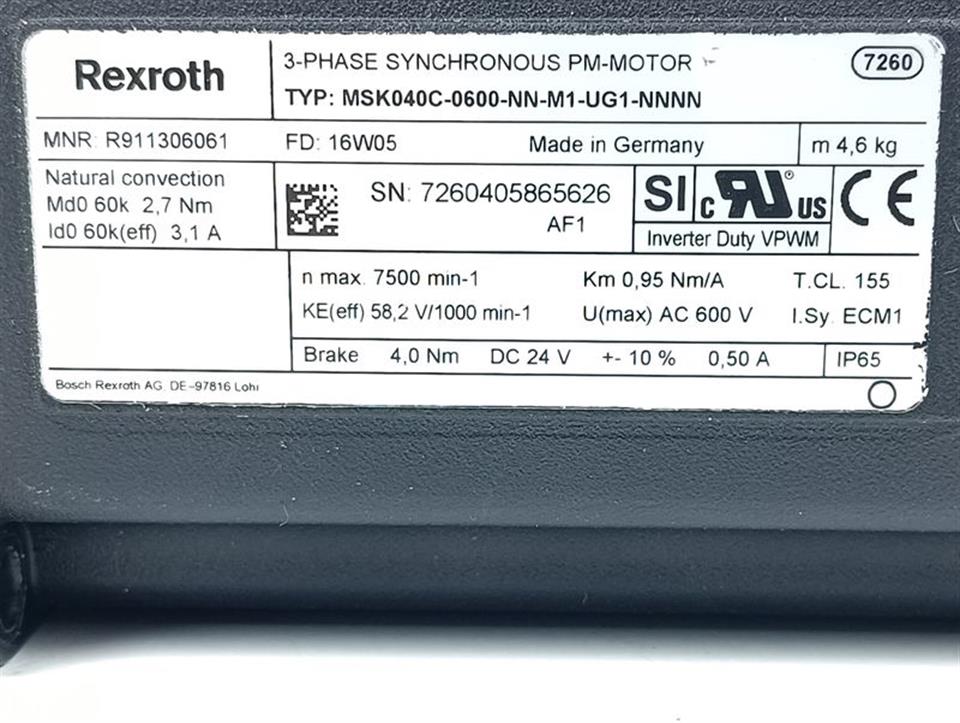 Rexroth
3-PHASE SYNCHRONOUS PM-MOTOR
7260
TYP: MSK040C-0600-NN-M1-UG1-NNNN
MNR: R911306061
FD: 16W05
Made in Germany
m 4,6 kg
Natural convection
Md0 60k 2,7 Nm
Id0 60k(eff) 3,1 A
SN: 7260405865626
AF1
SI
c RU ® US
Inverter Duty VPWM
CE
n max. 7500 min-1
Km 0,95 Nm/A
T.CL. 155
KE(eff) 58,2 V/1000 min-1
U(max) AC 600 V
I.Sy. ECM1
Brake 4,0 Nm DC 24 V +- 10 % 0,50 A
IP65
Bosch Rexroth AG. DE-97816 Lohr